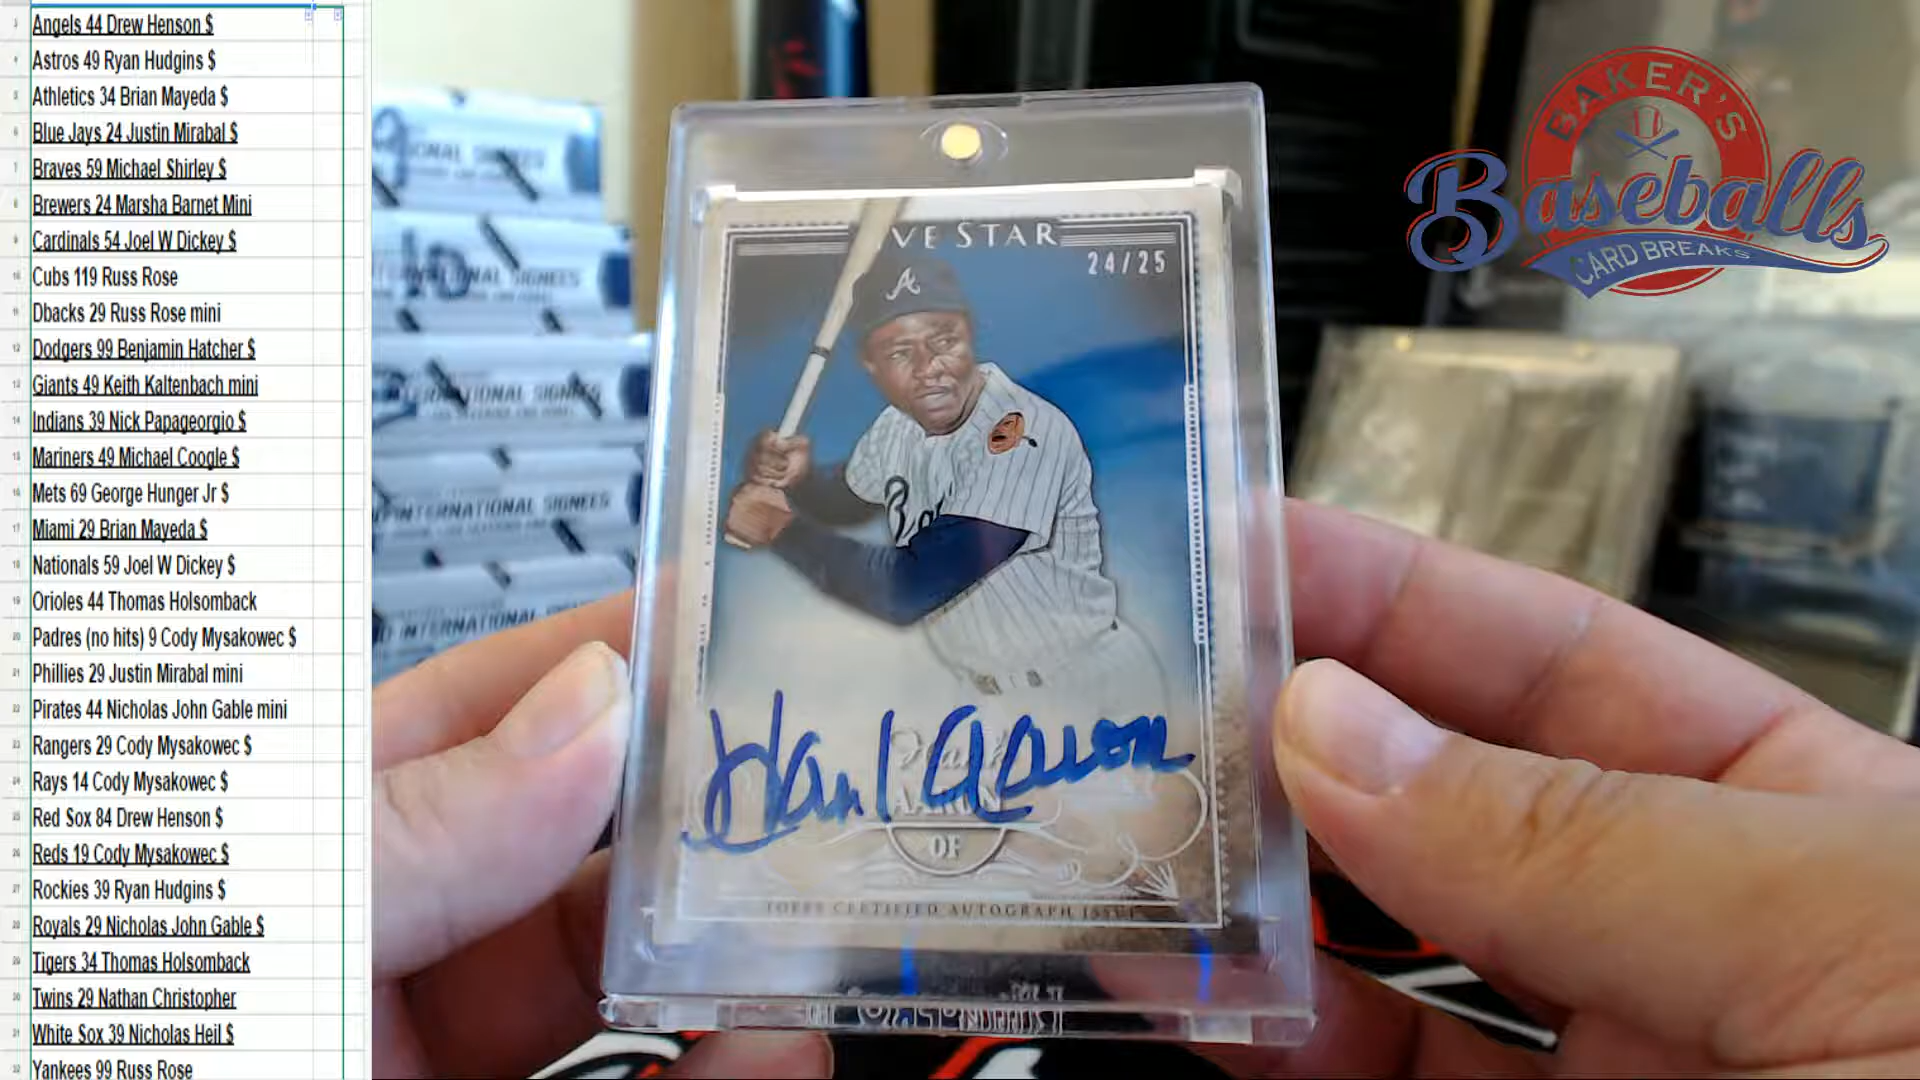 Angels 44 Drew Henson $
Astros 49 Ryan Hudgins $
Athletics 34 Brian Mayeda $
Blue Jays 24 Justin Mirabal $
Braves 59 Michael Shirley $
Brewers 24 Marsha Barnet Mini
Cardinals 54 Joel W Dickey $
Cubs 119 Russ Rose
Dbacks 29 Russ Rose mini
Dodgers 99 Benjamin Hatcher $
Giants 49 Keith Kaltenbach mini
Indians 39 Nick Papageorgio $
Mariners 49 Michael Coogle $
Mets 69 George Hunger Jr $
Miami 29 Brian Mayeda $
Nationals 59 Joel W Dickey $
Orioles 44 Thomas Holsomback
Padres (no hits) 9 Cody Mysakowec $
Phillies 29 Justin Mirabal mini
Pirates 44 Nicholas John Gable mini
Rangers 29 Cody Mysakowec $
Rays 14 Cody Mysakowec $
Red Sox 84 Drew Henson $
Reds 19 Cody Mysakowec $
Rockies 39 Ryan Hudgins $
Royals 29 Nicholas John Gable $
Tigers 34 Thomas Holsomback
Twins 29 Nathan Christopher
White Sox 39 Nicholas Heil $
Yankees 99 Russ Rose
BAKER'S
Baseballs
CARD BREAKS
VE STAR
24/25
A
Hank Aaron
Hank
AARON
OF
TOPPS CERTIFIED AUTOGRAPH ISSUE
INTERNATIONAL SIGNEES
INTERNATIONAL SIGNEES
INTERNATIONAL